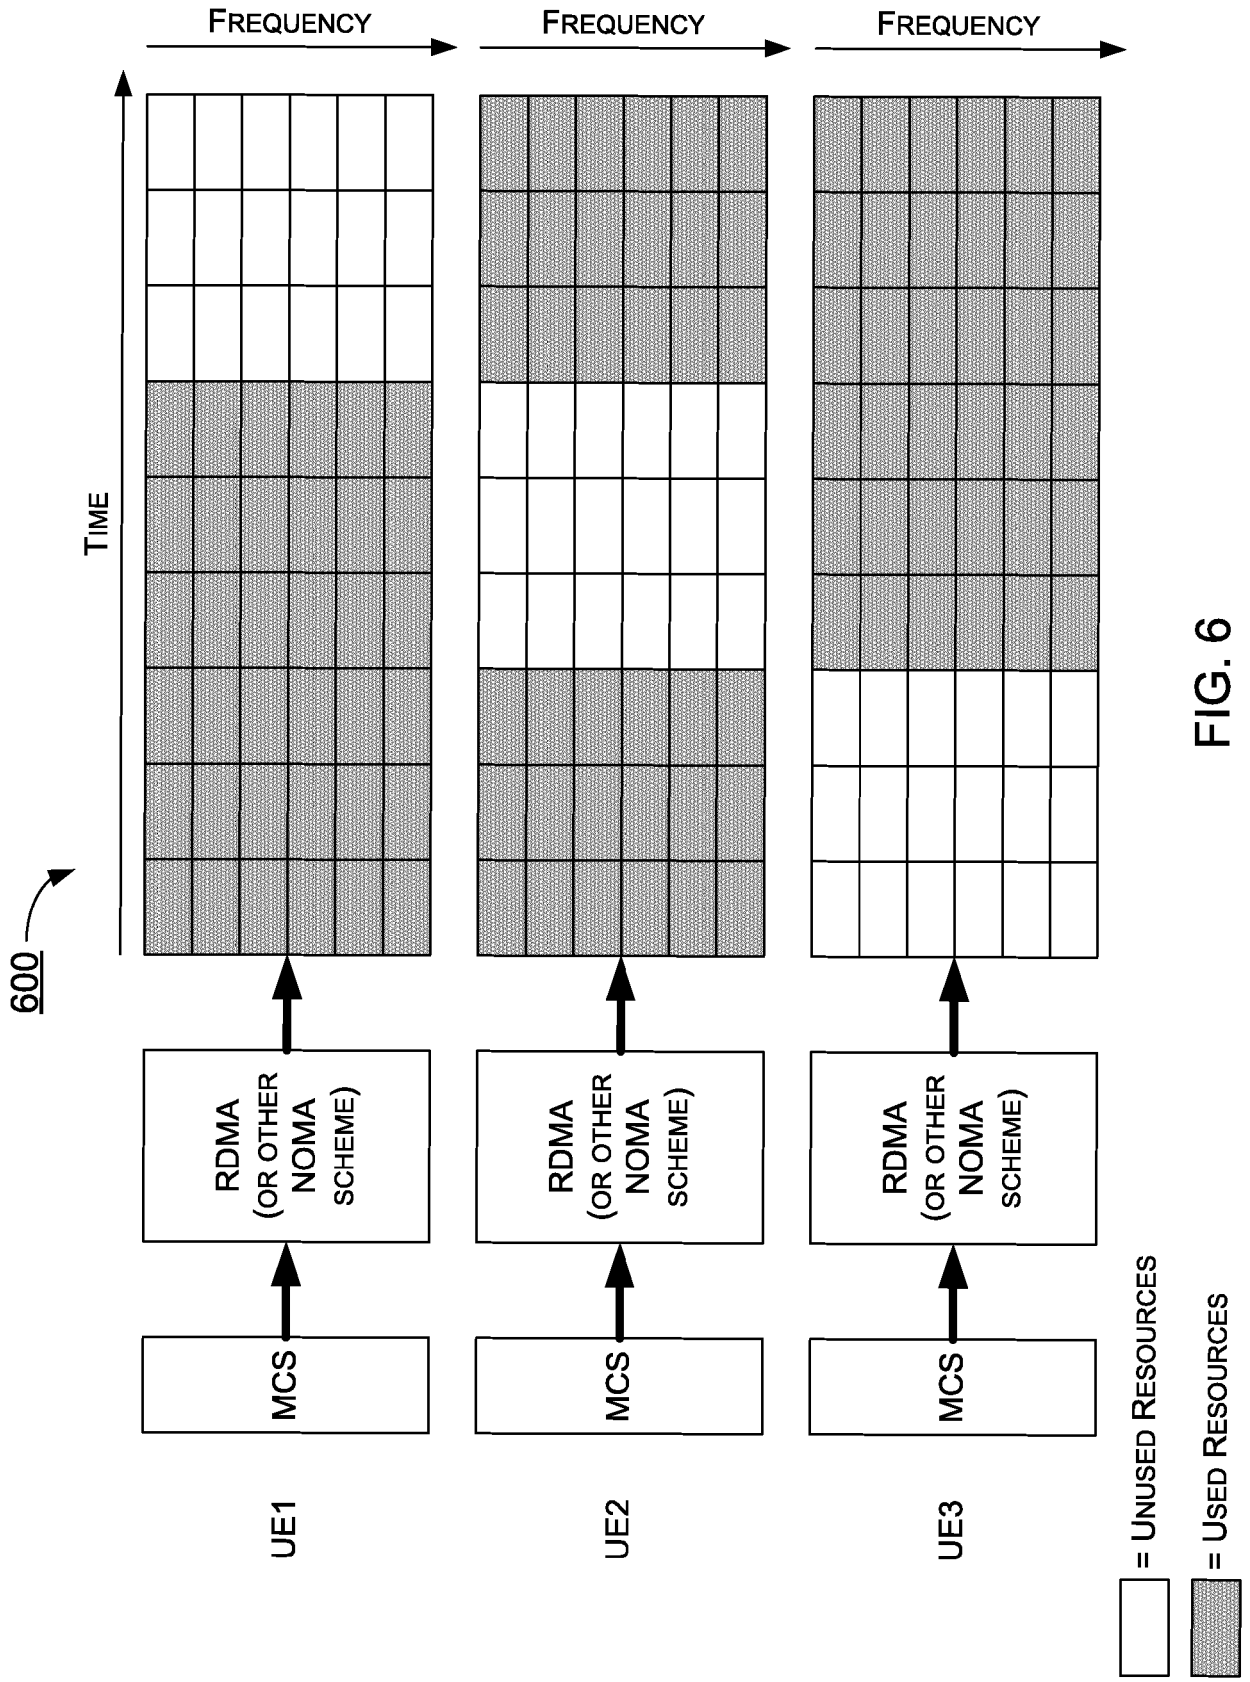 600
TIME
FREQUENCY
FREQUENCY
FREQUENCY
UE1
MCS
RDMA
(OR OTHER
NOMA
SCHEME)
UE2
MCS
RDMA
(OR OTHER
NOMA
SCHEME)
UE3
MCS
RDMA
(OR OTHER
NOMA
SCHEME)
= UNUSED RESOURCES
= USED RESOURCES
FIG. 6